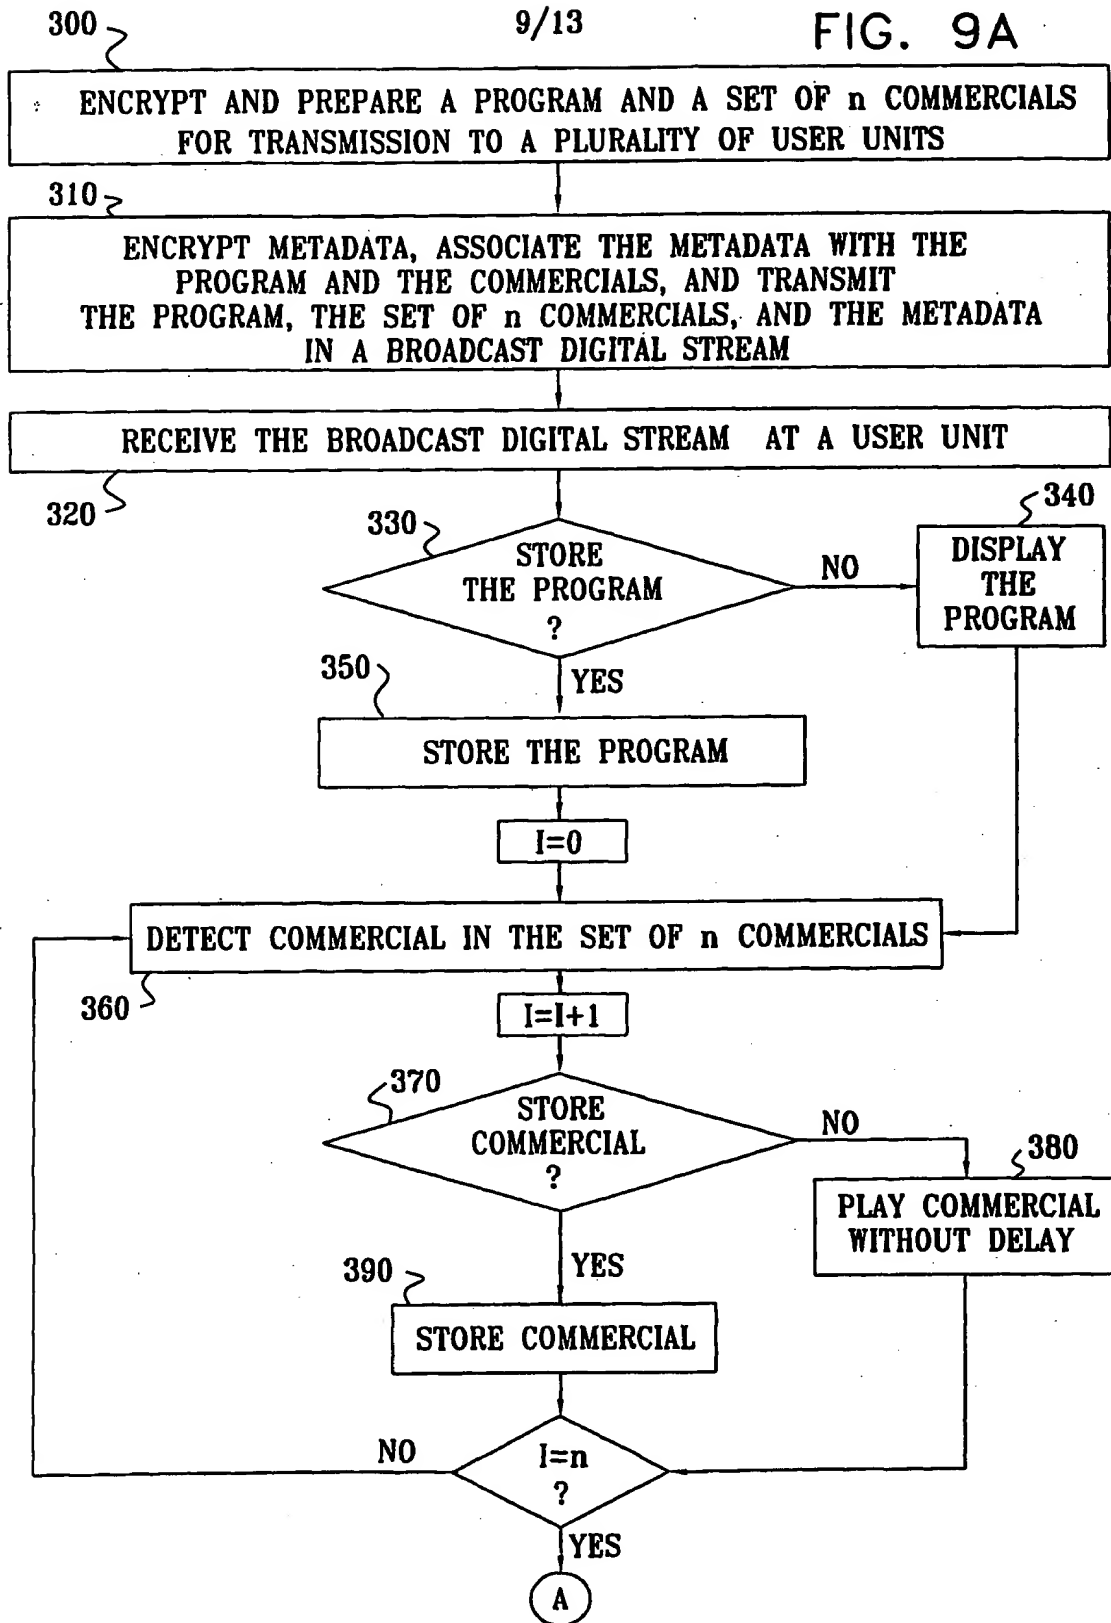 300
9/13
FIG. 9A
ENCRYPT AND PREPARE A PROGRAM AND A SET OF n COMMERCIALS
FOR TRANSMISSION TO A PLURALITY OF USER UNITS
310
ENCRYPT METADATA, ASSOCIATE THE METADATA WITH THE
PROGRAM AND THE COMMERCIALS, AND TRANSMIT
THE PROGRAM, THE SET OF n COMMERCIALS, AND THE METADATA
IN A BROADCAST DIGITAL STREAM
RECEIVE THE BROADCAST DIGITAL STREAM AT A USER UNIT
320
330
STORE
THE PROGRAM
?
NO
340
DISPLAY
THE
PROGRAM
YES
350
STORE THE PROGRAM
I=0
DETECT COMMERCIAL IN THE SET OF n COMMERCIALS
360
I=I+1
370
STORE
COMMERCIAL
?
NO
380
PLAY COMMERCIAL
WITHOUT DELAY
YES
390
STORE COMMERCIAL
NO
I=n
?
YES
A